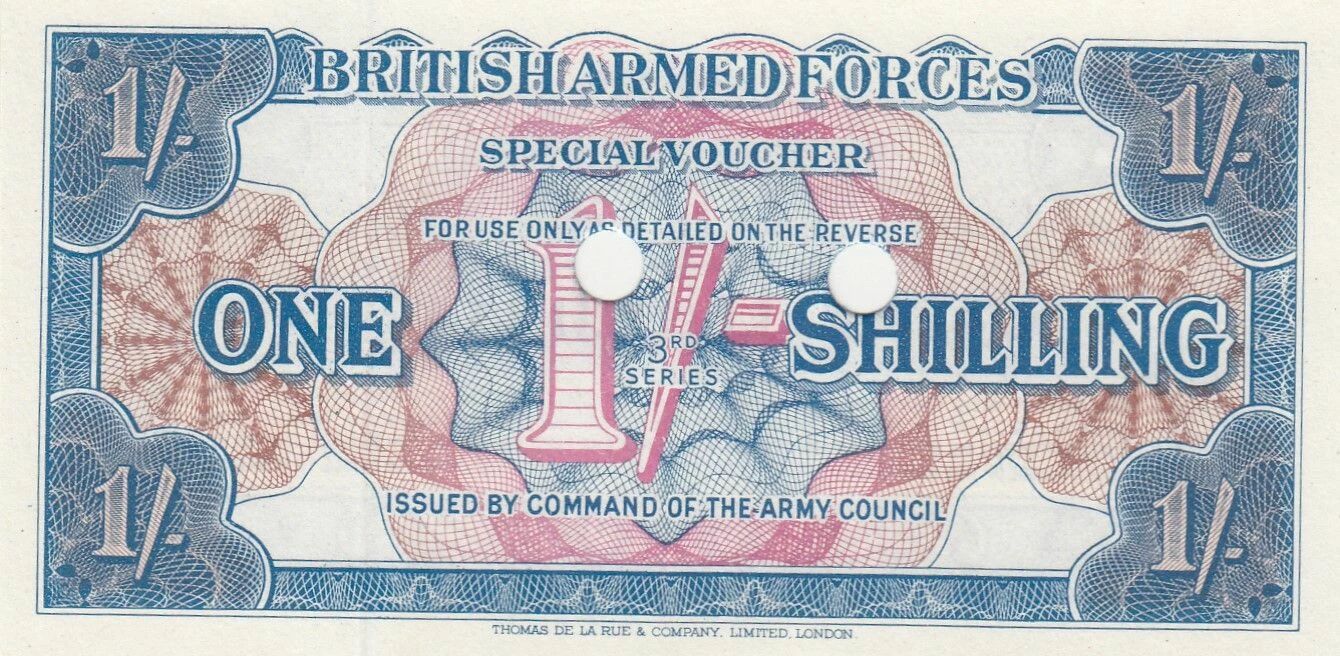 1/-
BRITISH ARMED FORCES
1/-
SPECIAL VOUCHER
FOR USE ONLY AS DETAILED ON THE REVERSE
ONE 1/- SHILLING
3RD
SERIES
ISSUED BY COMMAND OF THE ARMY COUNCIL
1/-
1/-
THOMAS DE LA RUE & COMPANY, LIMITED, LONDON.